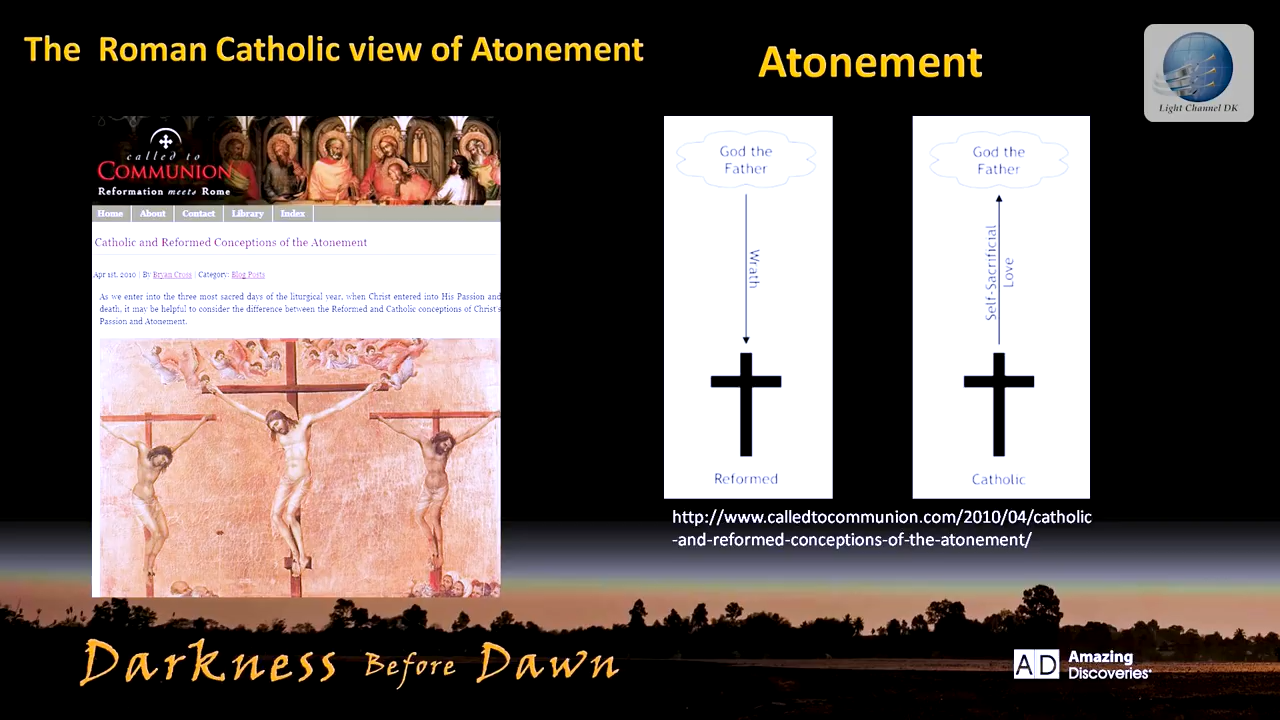 The Roman Catholic view of Atonement
Atonement
Light Channel DK
called to
COMMUNION
Reformation meets Rome
Home About Contact Library Index
Catholic and Reformed Conceptions of the Atonement
Apr 1st, 2010 | By Bryan Cross | Category: Blog Posts
As we enter into the three most sacred days of the liturgical year, when Christ entered into His Passion and
death, it may be helpful to consider the difference between the Reformed and Catholic conceptions of Christ's
Passion and Atonement.
God the
Father
Wrath
Reformed
God the
Father
Self-Sacrificial
Love
Catholic
http://www.calledtocommunion.com/2010/04/catholic
-and-reformed-conceptions-of-the-atonement/
Darkness Before Dawn
AD Amazing
Discoveries